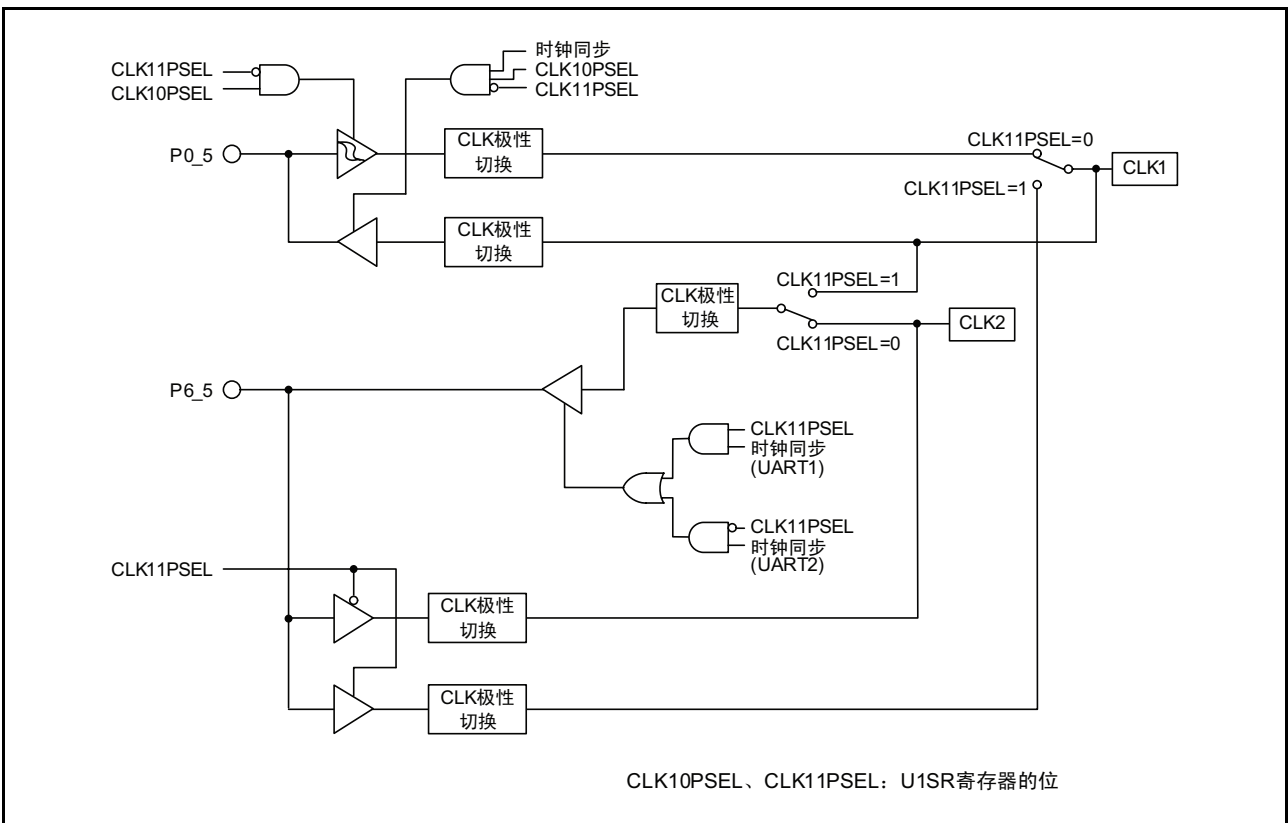 时钟同步
CLK11PSEL
CLK10PSEL
CLK10PSEL
CLK11PSEL
P0_5
CLK极性
切换
CLK11PSEL=0
CLK1
CLK11PSEL=1
CLK极性
切换
CLK11PSEL=1
CLK极性
切换
CLK2
CLK11PSEL=0
P6_5
CLK11PSEL
时钟同步
(UART1)
CLK11PSEL
时钟同步
(UART2)
CLK11PSEL
CLK极性
切换
CLK极性
切换
CLK10PSEL、CLK11PSEL：U1SR寄存器的位